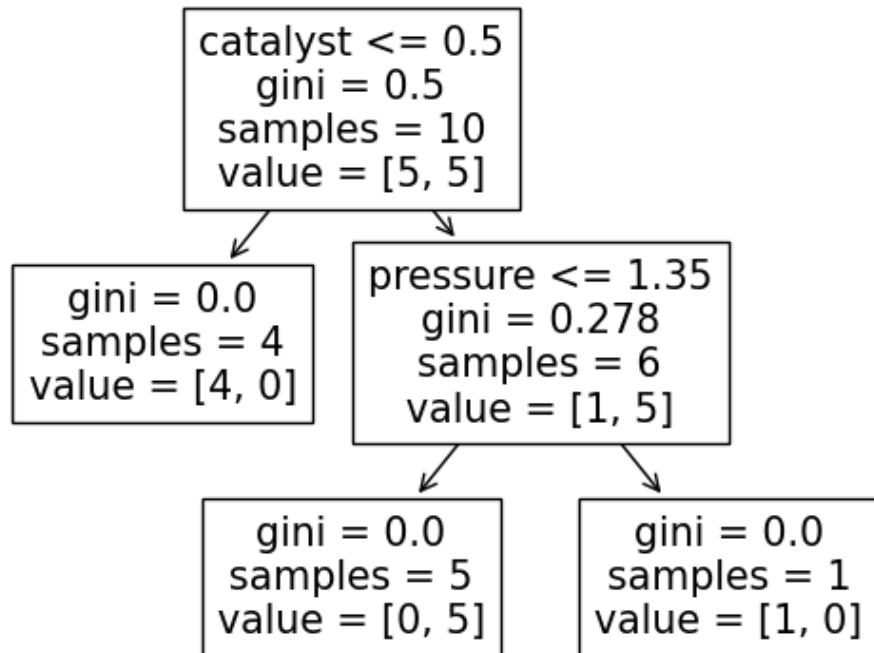 catalyst <= 0.5
gini = 0.5
samples = 10
value = [5, 5]
gini = 0.0
samples = 4
value = [4, 0]
pressure <= 1.35
gini = 0.278
samples = 6
value = [1, 5]
gini = 0.0
samples = 5
value = [0, 5]
gini = 0.0
samples = 1
value = [1, 0]